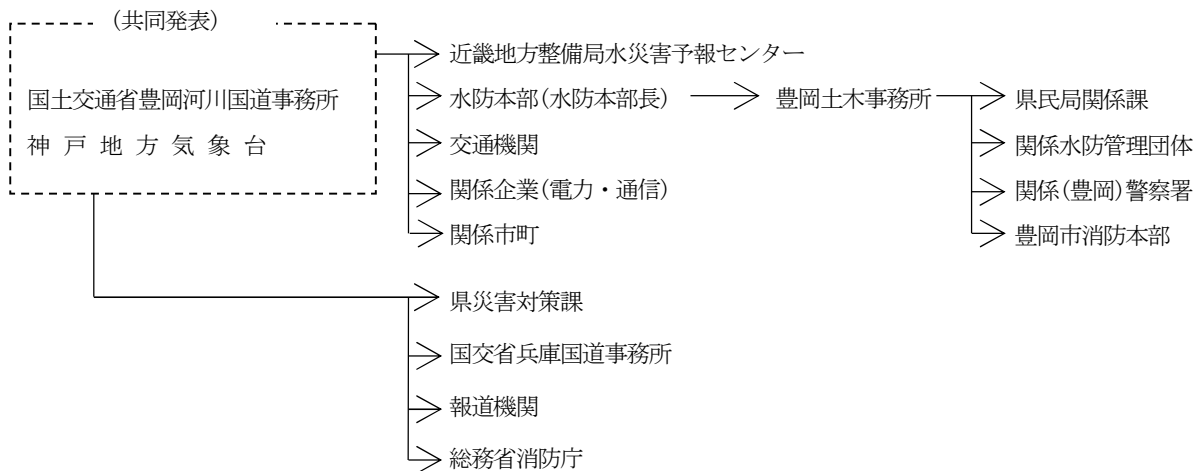 (共同発表)
国土交通省豊岡河川国道事務所
神戸地方気象台
近畿地方整備局水災害予報センター
水防本部(水防本部長)
豊岡土木事務所
県民局関係課
交通機関
関係水防管理団体
関係企業(電力・通信)
関係(豊岡)警察署
関係市町
豊岡市消防本部
県災害対策課
国交省兵庫国道事務所
報道機関
総務省消防庁